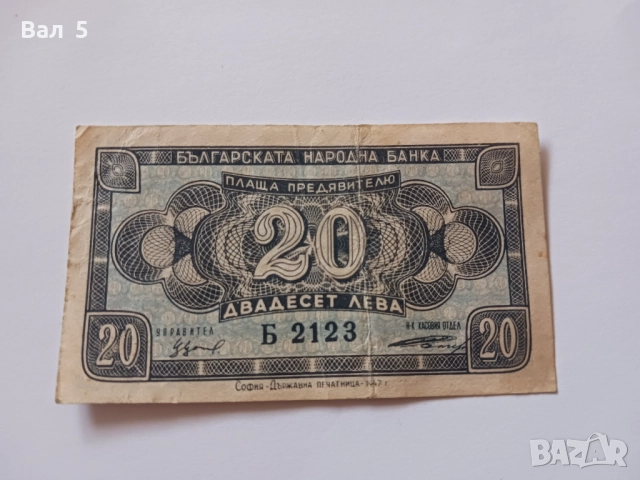 Вал 5
БЪЛГАРСКАТА НАРОДНА БАНКА
ПЛАЩА ПРЕДЯВИТЕЛЮ
20
ДВАДЕСЕТ ЛЕВА
УПРАВИТЕЛ
Б 2123
Н-К КАСОВИЯ ОТДЕЛ
20
20
СОФИЯ - ДЪРЖАВНА ПЕЧАТНИЦА - 1947 г.
BAZAR